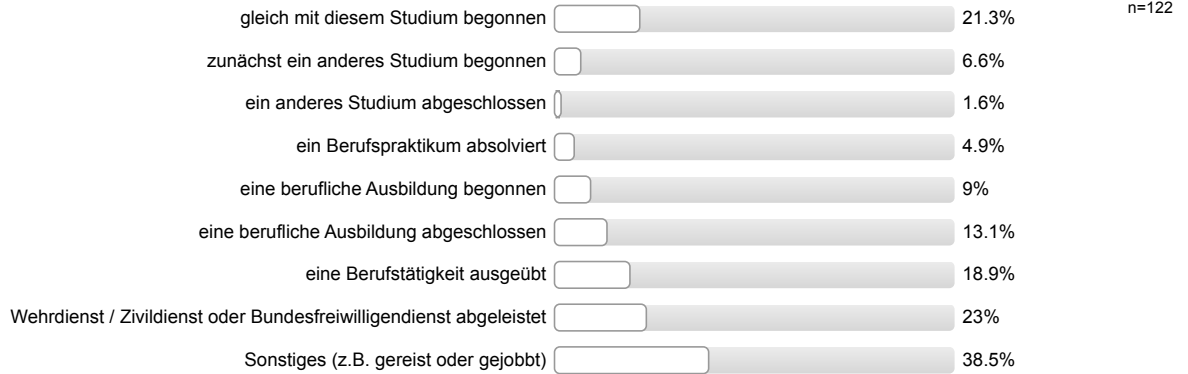 gleich mit diesem Studium begonnen 21.3% n=122
zunächst ein anderes Studium begonnen 6.6%
ein anderes Studium abgeschlossen 1.6%
ein Berufspraktikum absolviert 4.9%
eine berufliche Ausbildung begonnen 9%
eine berufliche Ausbildung abgeschlossen 13.1%
eine Berufstätigkeit ausgeübt 18.9%
Wehrdienst / Zivildienst oder Bundesfreiwilligendienst abgeleistet 23%
Sonstiges (z.B. gereist oder gejobbt) 38.5%